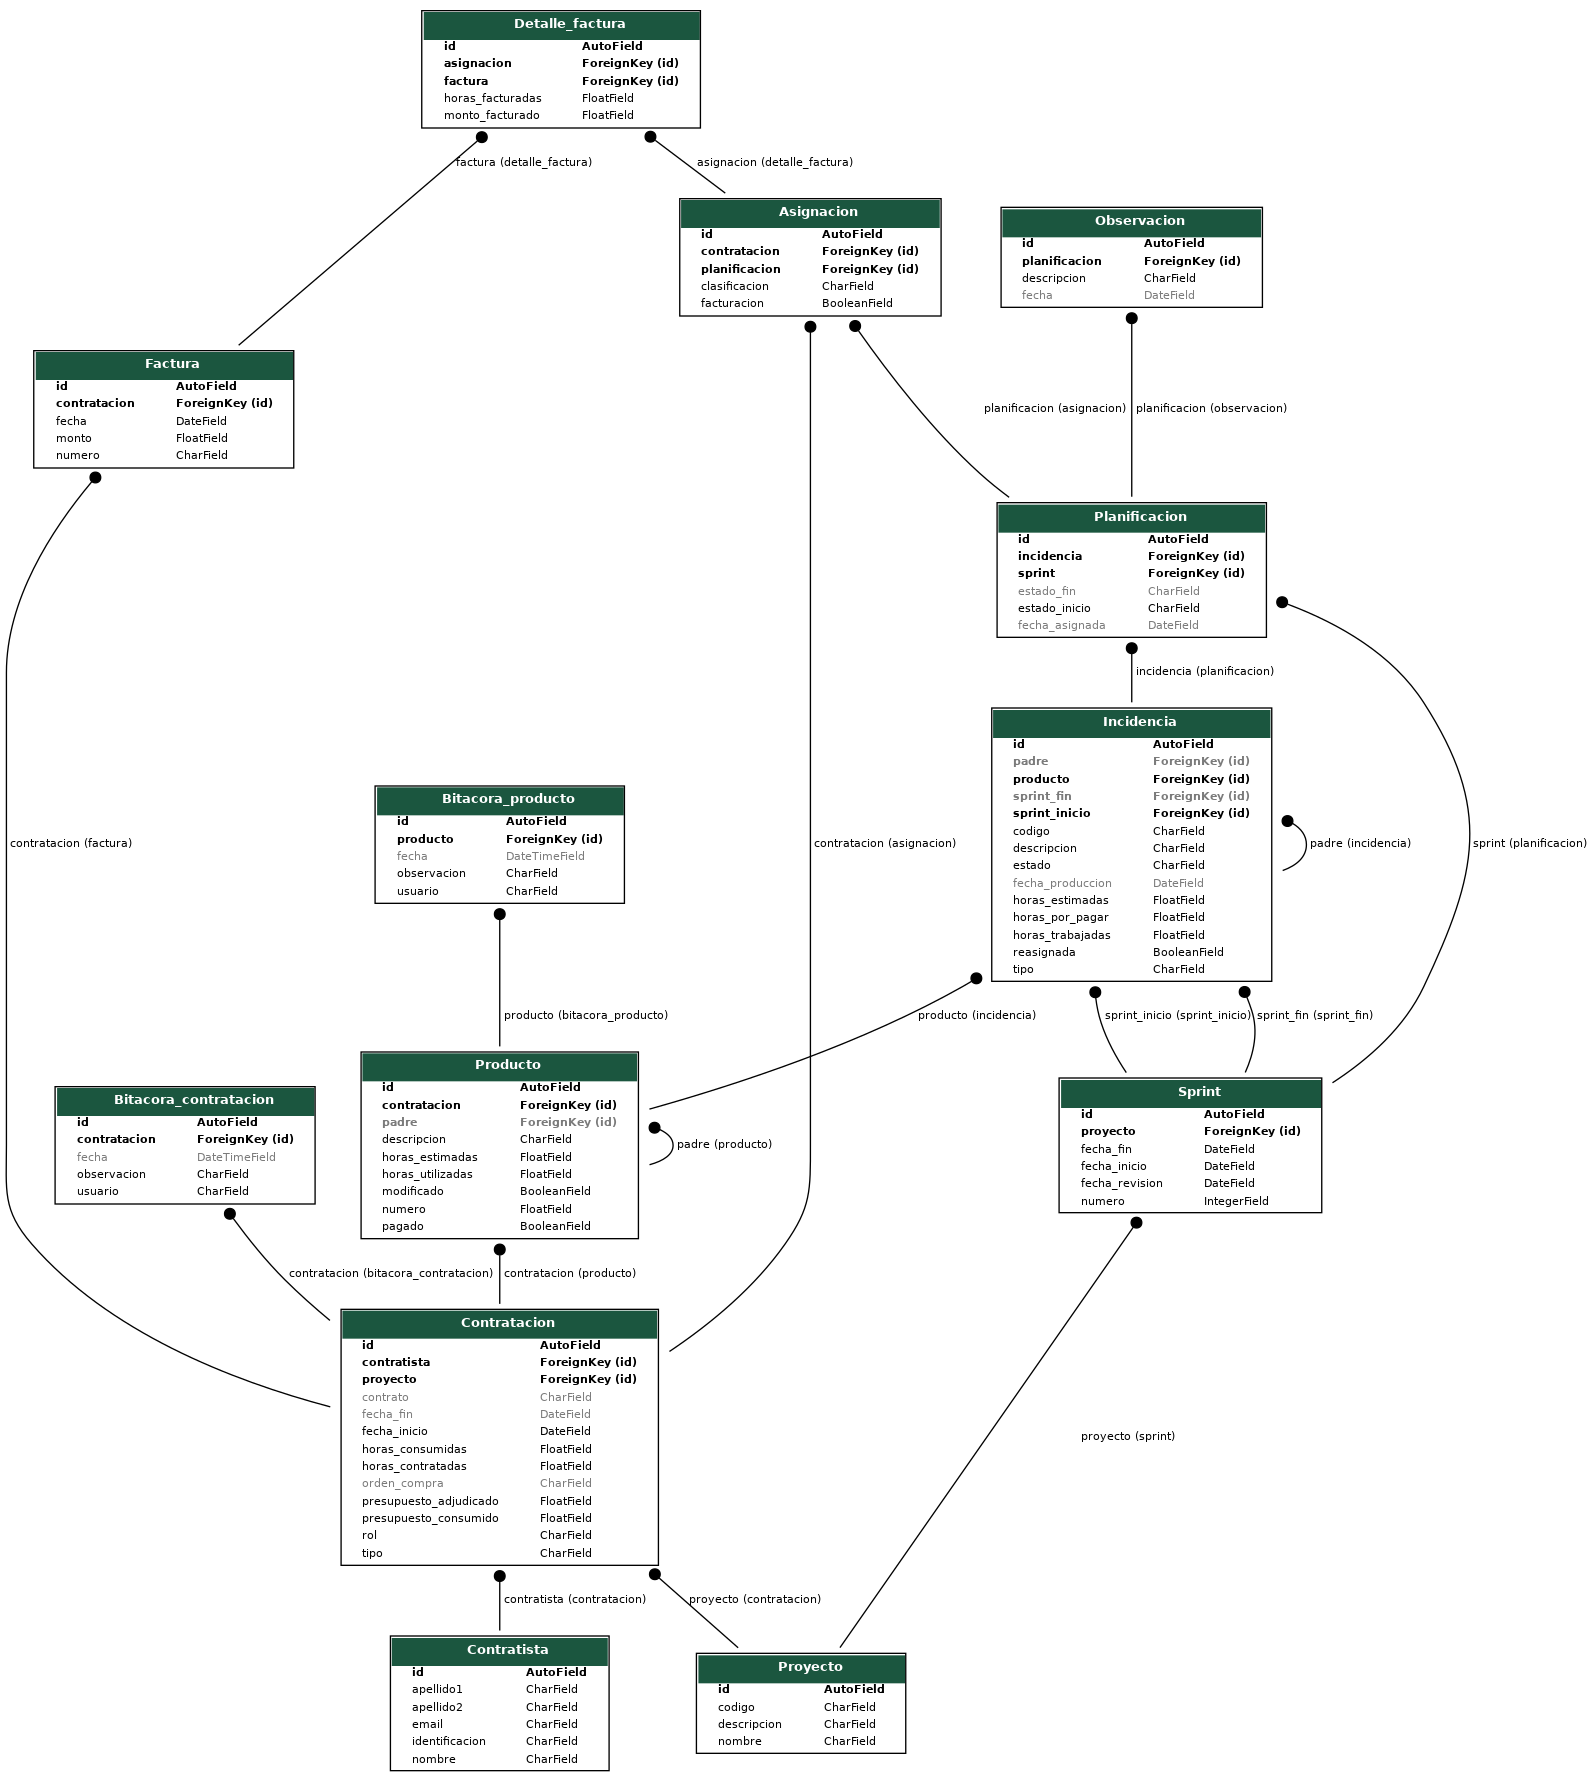 Detalle_factura
id AutoField
asignacion ForeignKey (id)
factura ForeignKey (id)
horas_facturadas FloatField
monto_facturado FloatField
factura (detalle_factura)
asignacion (detalle_factura)
Asignacion
id AutoField
contratacion ForeignKey (id)
planificacion ForeignKey (id)
clasificacion CharField
facturacion BooleanField
Observacion
id AutoField
planificacion ForeignKey (id)
descripcion CharField
fecha DateField
Factura
id AutoField
contratacion ForeignKey (id)
fecha DateField
monto FloatField
numero CharField
planificacion (asignacion)
planificacion (observacion)
Planificacion
id AutoField
incidencia ForeignKey (id)
sprint ForeignKey (id)
estado_fin CharField
estado_inicio CharField
fecha_asignada DateField
incidencia (planificacion)
Incidencia
id AutoField
padre ForeignKey (id)
producto ForeignKey (id)
sprint_fin ForeignKey (id)
sprint_inicio ForeignKey (id)
codigo CharField
descripcion CharField
estado CharField
fecha_produccion DateField
horas_estimadas FloatField
horas_por_pagar FloatField
horas_trabajadas FloatField
reasignada BooleanField
tipo CharField
Bitacora_producto
id AutoField
producto ForeignKey (id)
fecha DateTimeField
observacion CharField
usuario CharField
contratacion (factura)
contratacion (asignacion)
padre (incidencia)
sprint (planificacion)
producto (bitacora_producto)
producto (incidencia)
sprint_inicio (sprint_inicio)
sprint_fin (sprint_fin)
Producto
id AutoField
contratacion ForeignKey (id)
padre ForeignKey (id)
descripcion CharField
horas_estimadas FloatField
horas_utilizadas FloatField
modificado BooleanField
numero FloatField
pagado BooleanField
padre (producto)
Bitacora_contratacion
id AutoField
contratacion ForeignKey (id)
fecha DateTimeField
observacion CharField
usuario CharField
Sprint
id AutoField
proyecto ForeignKey (id)
fecha_fin DateField
fecha_inicio DateField
fecha_revision DateField
numero IntegerField
contratacion (bitacora_contratacion)
contratacion (producto)
Contratacion
id AutoField
contratista ForeignKey (id)
proyecto ForeignKey (id)
contrato CharField
fecha_fin DateField
fecha_inicio DateField
horas_consumidas FloatField
horas_contratadas FloatField
orden_compra CharField
presupuesto_adjudicado FloatField
presupuesto_consumido FloatField
rol CharField
tipo CharField
proyecto (sprint)
contratista (contratacion)
proyecto (contratacion)
Contratista
id AutoField
apellido1 CharField
apellido2 CharField
email CharField
identificacion CharField
nombre CharField
Proyecto
id AutoField
codigo CharField
descripcion CharField
nombre CharField